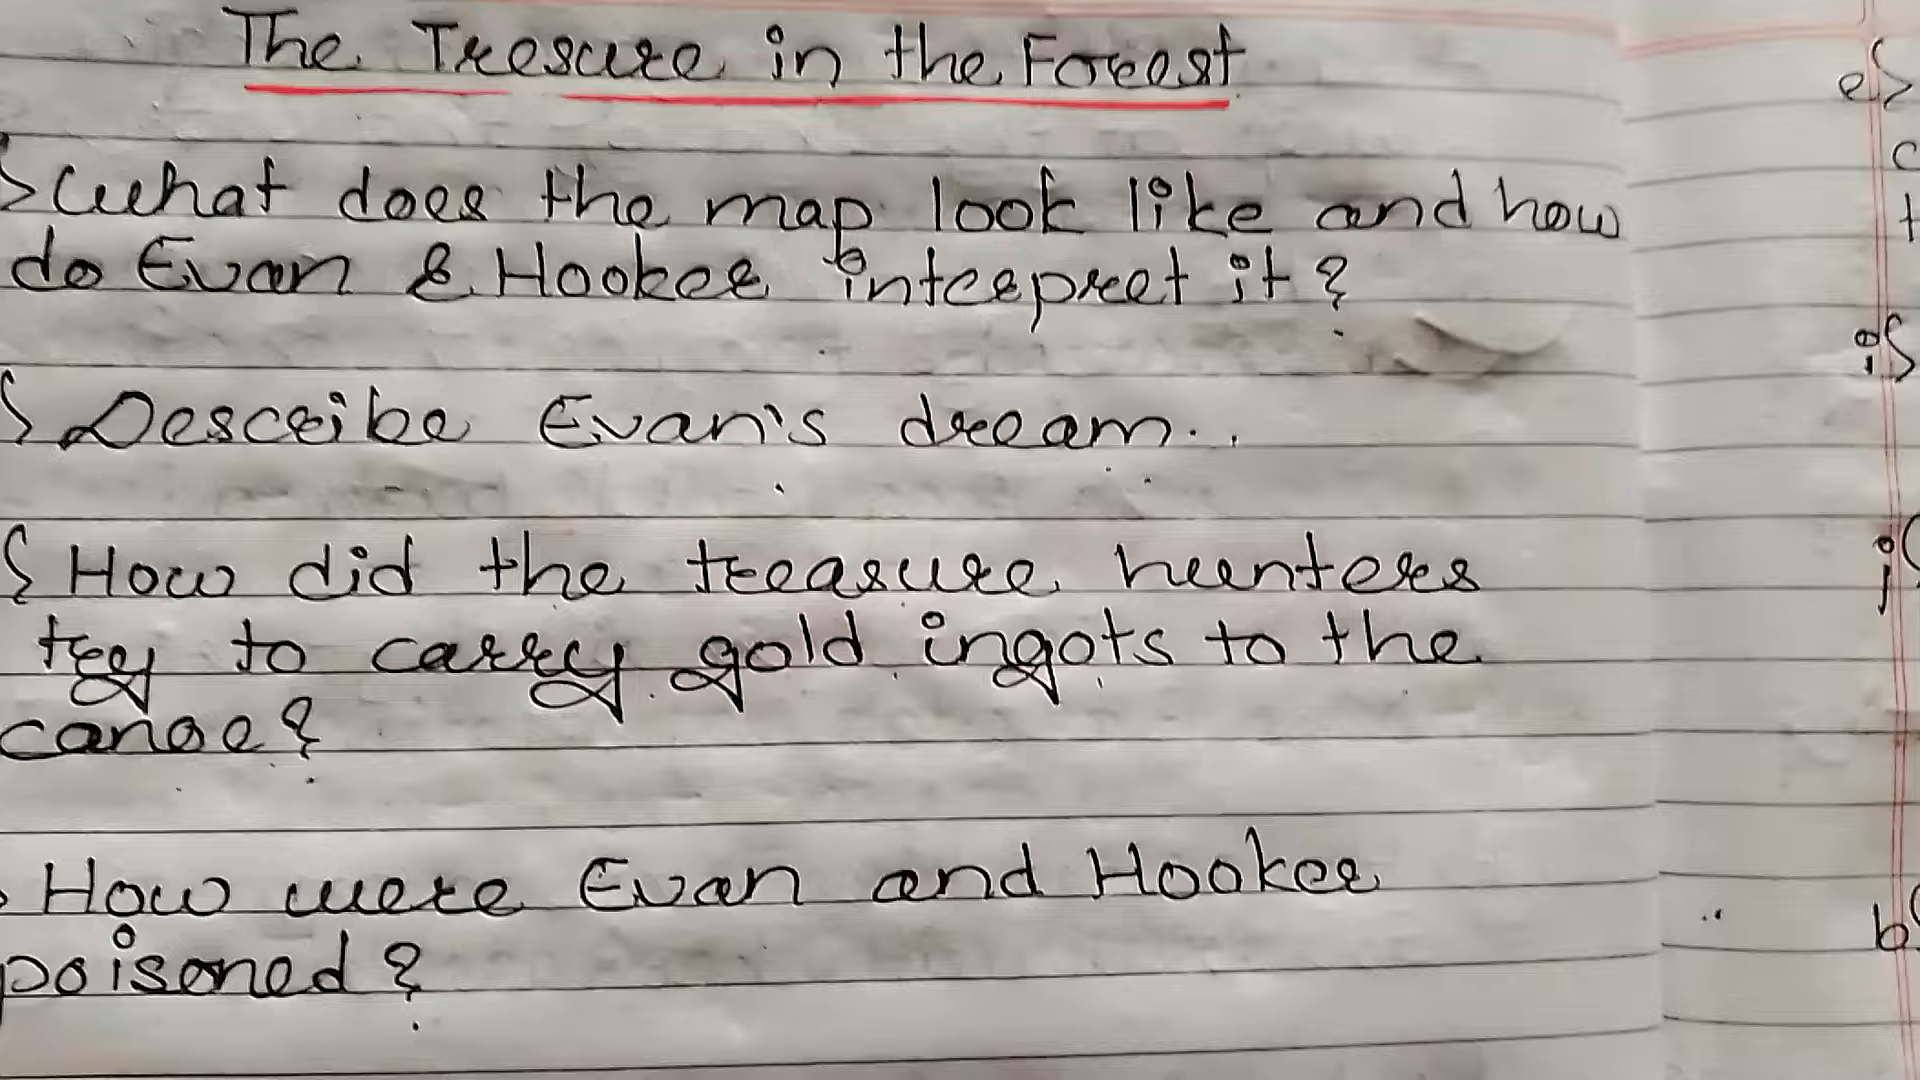 The Tresure in the Forest
What does the map look like and how
do Evan & Hooker interpret it?
Describe Evan's dream..
How did the treasure hunters
try to carry gold ingots to the
canoe?
How were Evan and Hooker
poisoned?
e>
c
t
i
j
b